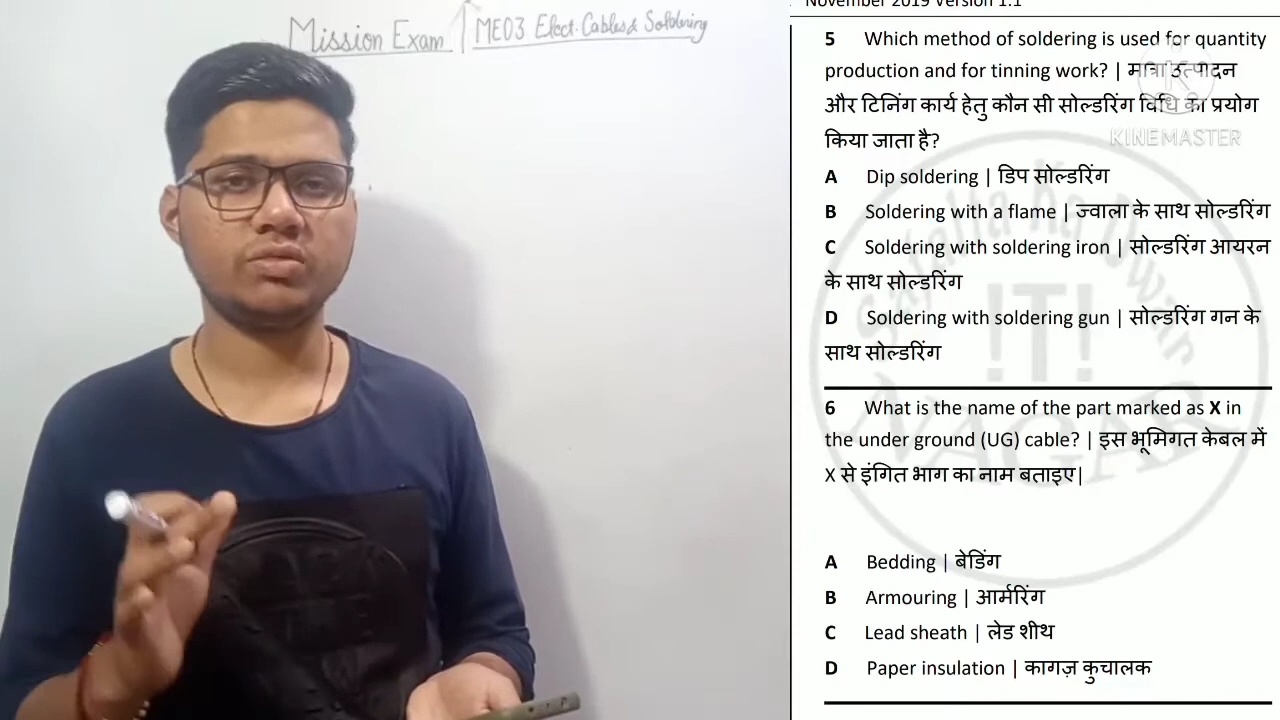 Mission Exam
ME03 Elect. Cables & Soldering
November 2019 Version 1.1
5 Which method of soldering is used for quantity
production and for tinning work? | मात्रा उत्पादन
और टिनिंग कार्य हेतु कौन सी सोल्डरिंग विधि का प्रयोग
किया जाता है?
KINEMASTER
A Dip soldering | डिप सोल्डरिंग
B Soldering with a flame | ज्वाला के साथ सोल्डरिंग
C Soldering with soldering iron | सोल्डरिंग आयरन
के साथ सोल्डरिंग
D Soldering with soldering gun | सोल्डरिंग गन के
साथ सोल्डरिंग
!T!
6 What is the name of the part marked as X in
the under ground (UG) cable? | इस भूमिगत केबल में
X से इंगित भाग का नाम बताइए|
NAGAR
A Bedding | बेडिंग
B Armouring | आर्मरिंग
C Lead sheath | लेड शीथ
D Paper insulation | कागज़ कुचालक